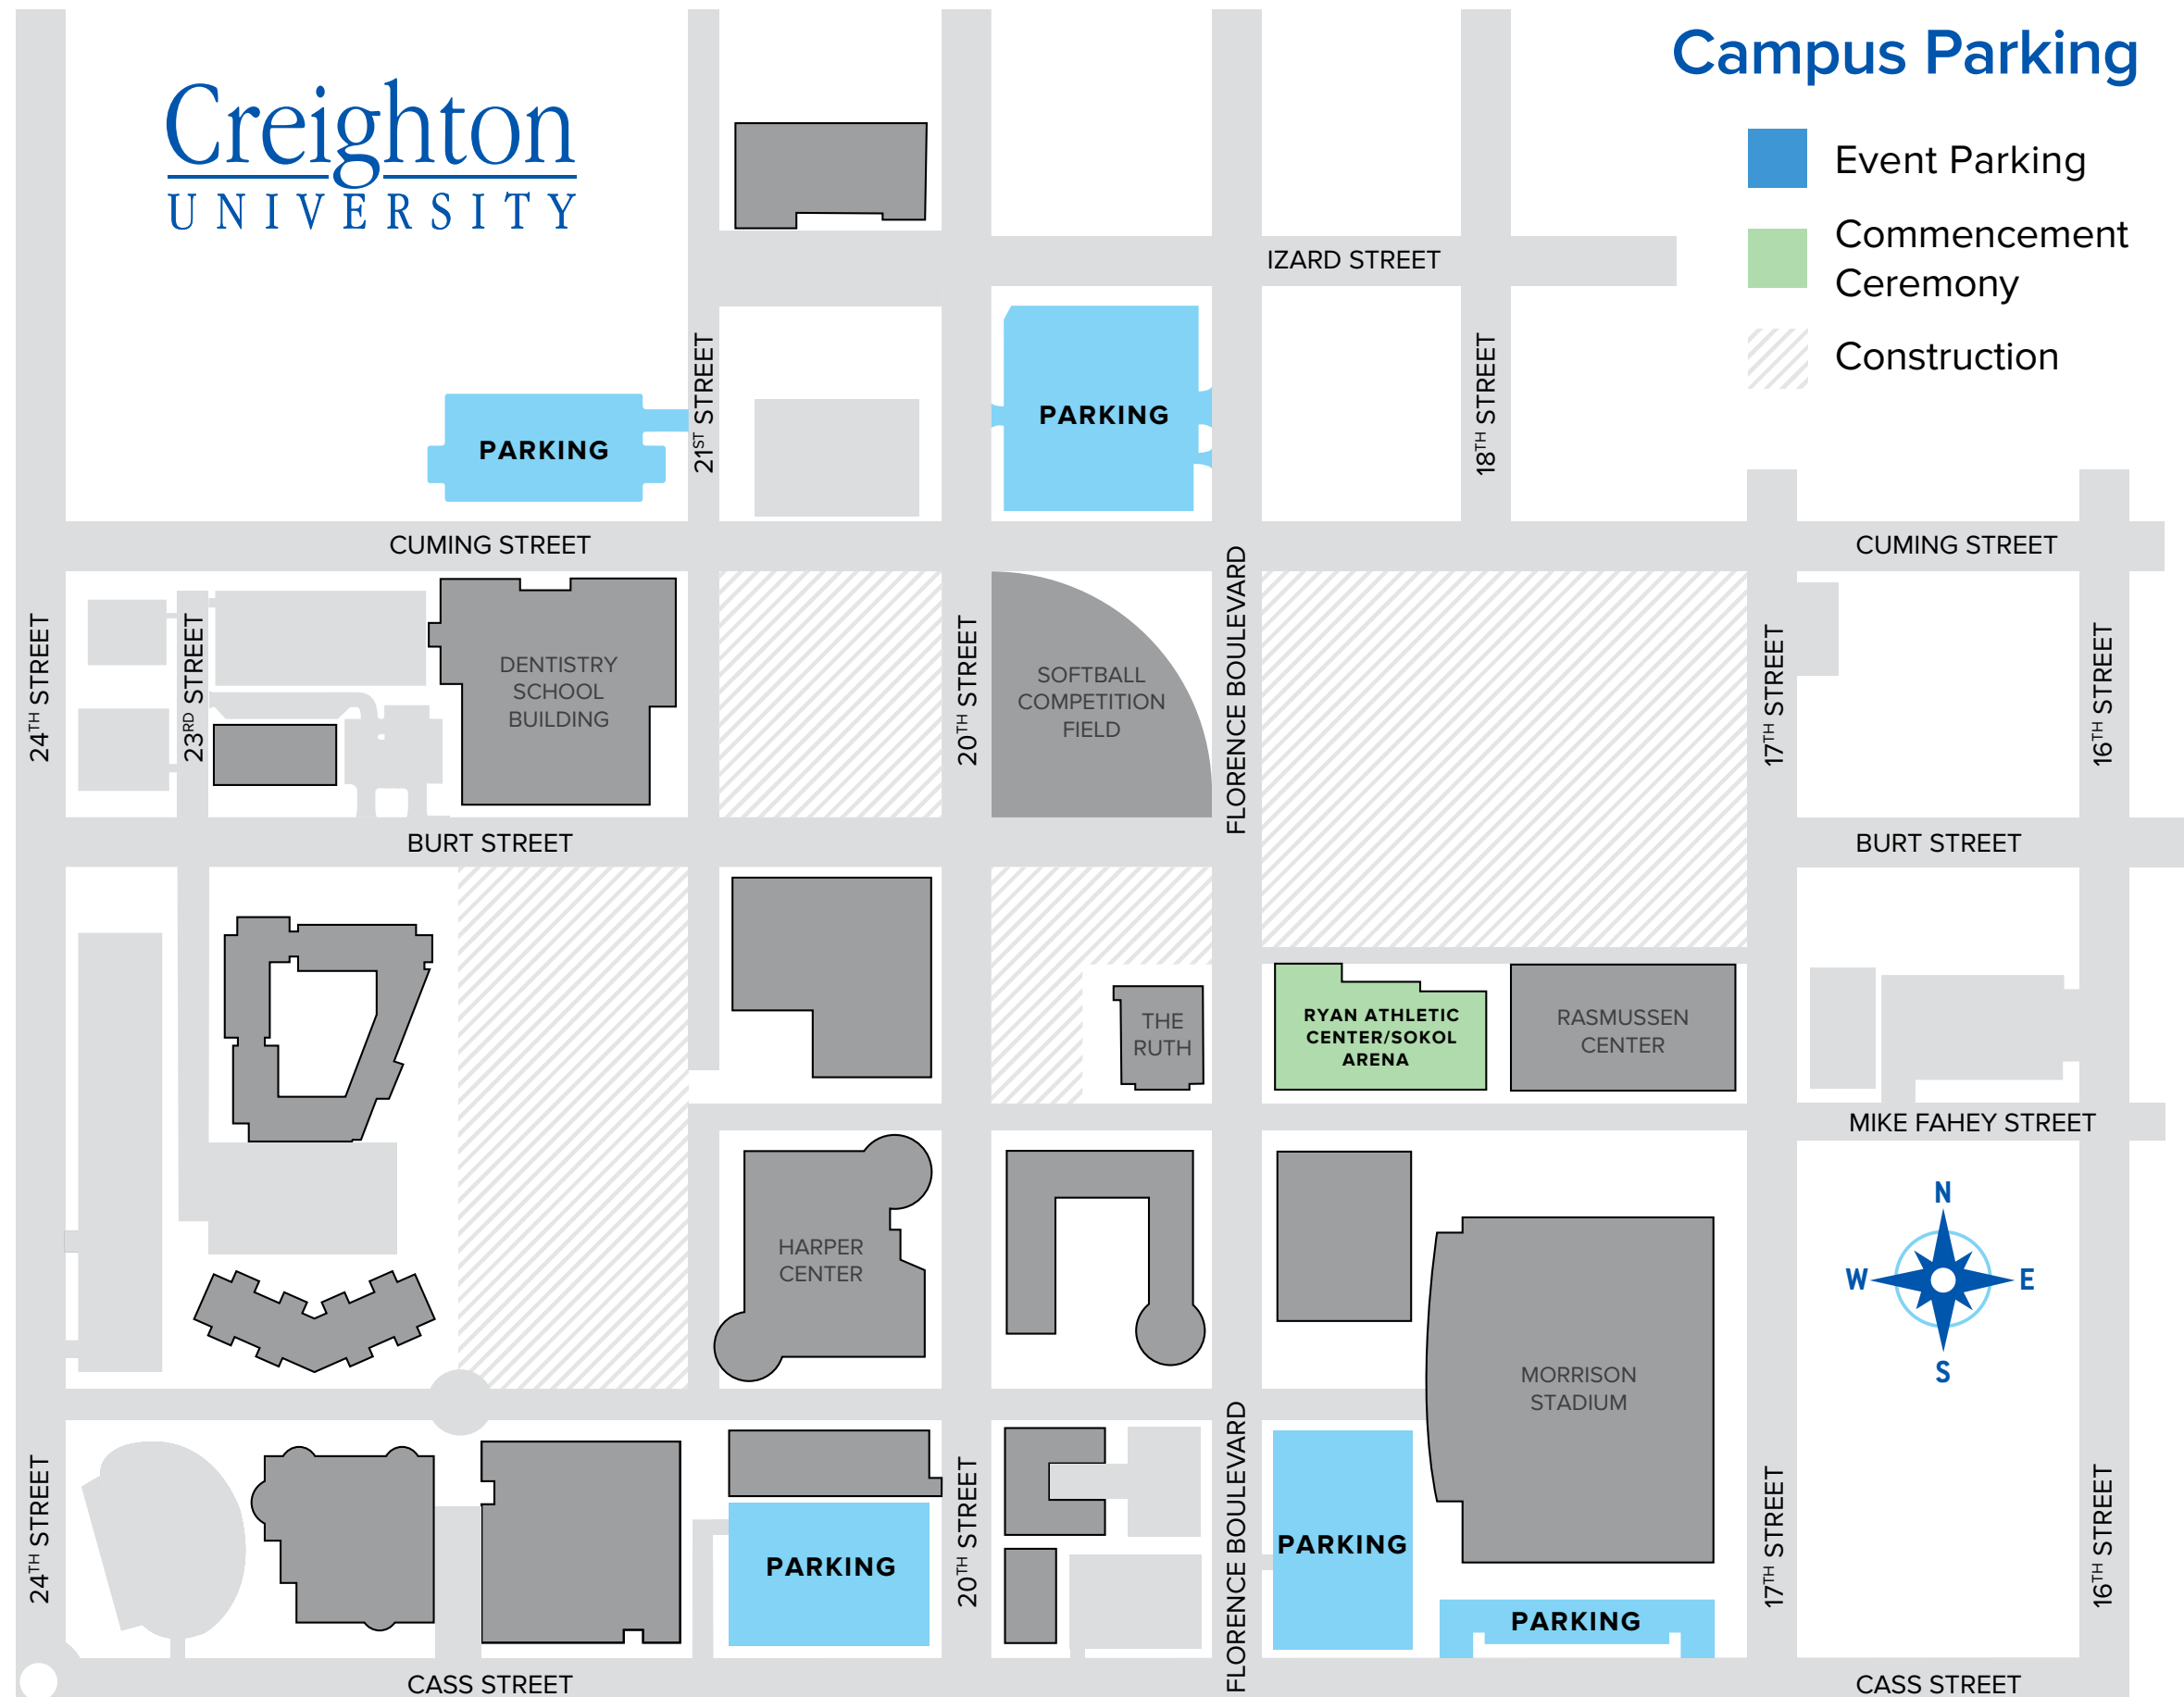 Creighton
UNIVERSITY
Campus Parking
Event Parking
Commencement
Ceremony
Construction
IZARD STREET
21ST STREET
18TH STREET
PARKING
PARKING
CUMING STREET
CUMING STREET
24TH STREET
23RD STREET
DENTISTRY
SCHOOL
BUILDING
20TH STREET
SOFTBALL
COMPETITION
FIELD
FLORENCE BOULEVARD
17TH STREET
16TH STREET
BURT STREET
BURT STREET
THE
RUTH
RYAN ATHLETIC
CENTER/SOKOL
ARENA
RASMUSSEN
CENTER
MIKE FAHEY STREET
HARPER
CENTER
N
W
E
S
MORRISON
STADIUM
24TH STREET
20TH STREET
FLORENCE BOULEVARD
17TH STREET
16TH STREET
PARKING
PARKING
PARKING
CASS STREET
CASS STREET